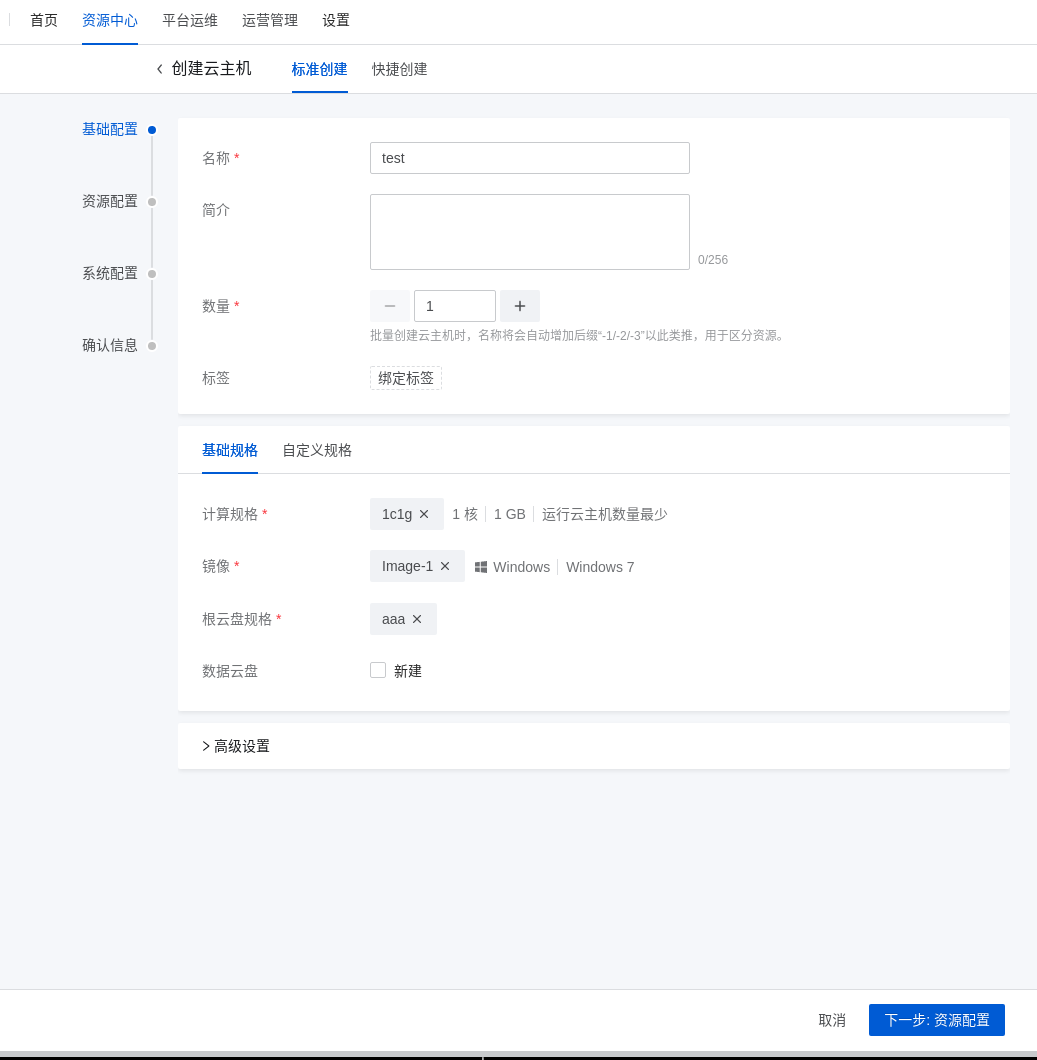 首页 资源中心 平台运维 运营管理 设置
创建云主机 标准创建 快捷创建
基础配置
资源配置
系统配置
确认信息
名称 * test
简介
0/256
数量 * 1
批量创建云主机时，名称将会自动增加后缀“-1/-2/-3”以此类推，用于区分资源。
标签 绑定标签
基础规格 自定义规格
计算规格 * 1c1g 1 核 1 GB 运行云主机数量最少
镜像 * Image-1 Windows Windows 7
根云盘规格 * aaa
数据云盘 新建
高级设置
取消 下一步: 资源配置